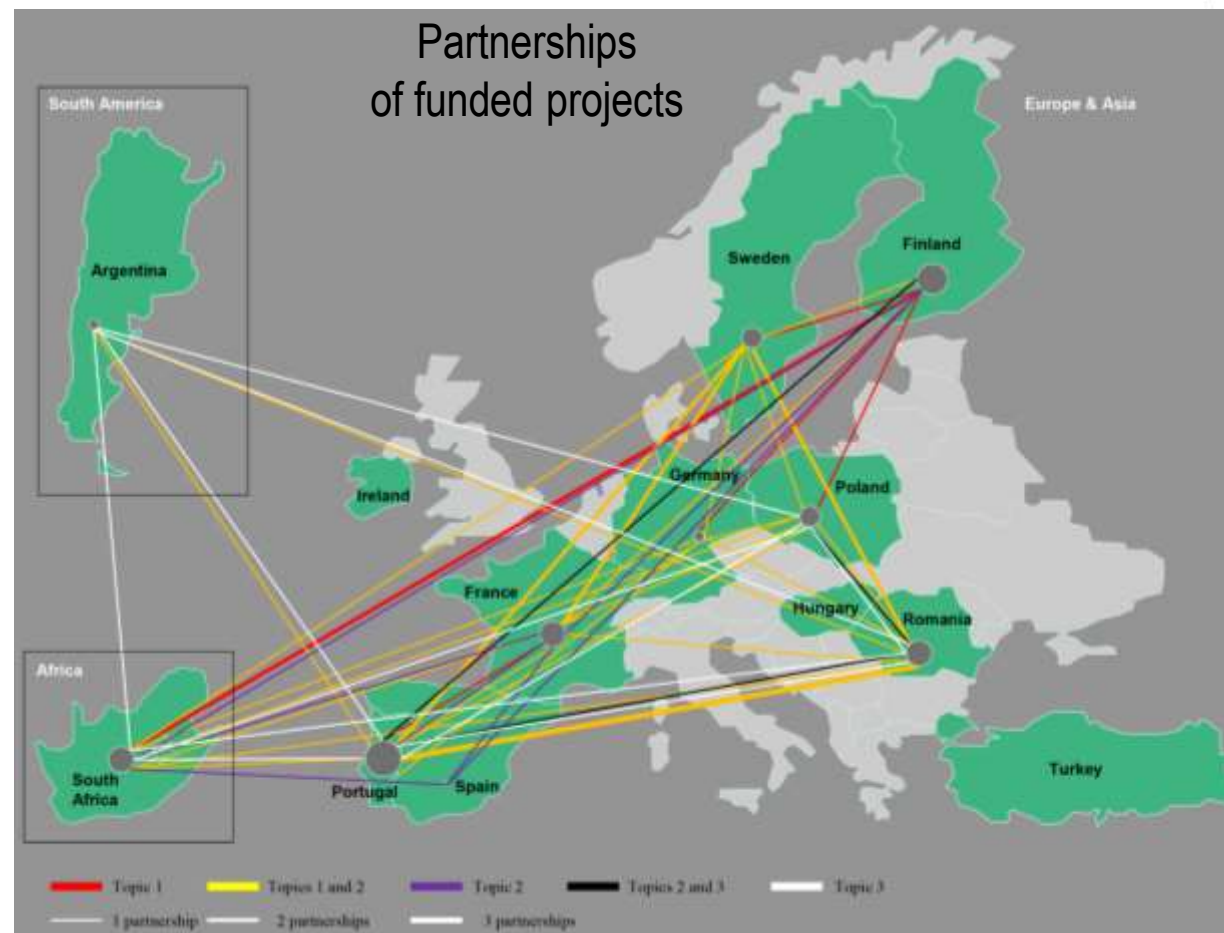 Partnerships
of funded projects
South America
Europe & Asia
Argentina
Finland
Sweden
Germany
Poland
Ireland
France
Hungary
Romania
Africa
South
Africa
Portugal
Spain
Turkey
Topic 1
Topics 1 and 2
Topic 2
Topics 2 and 3
Topic 3
1 partnership
2 partnerships
3 partnerships